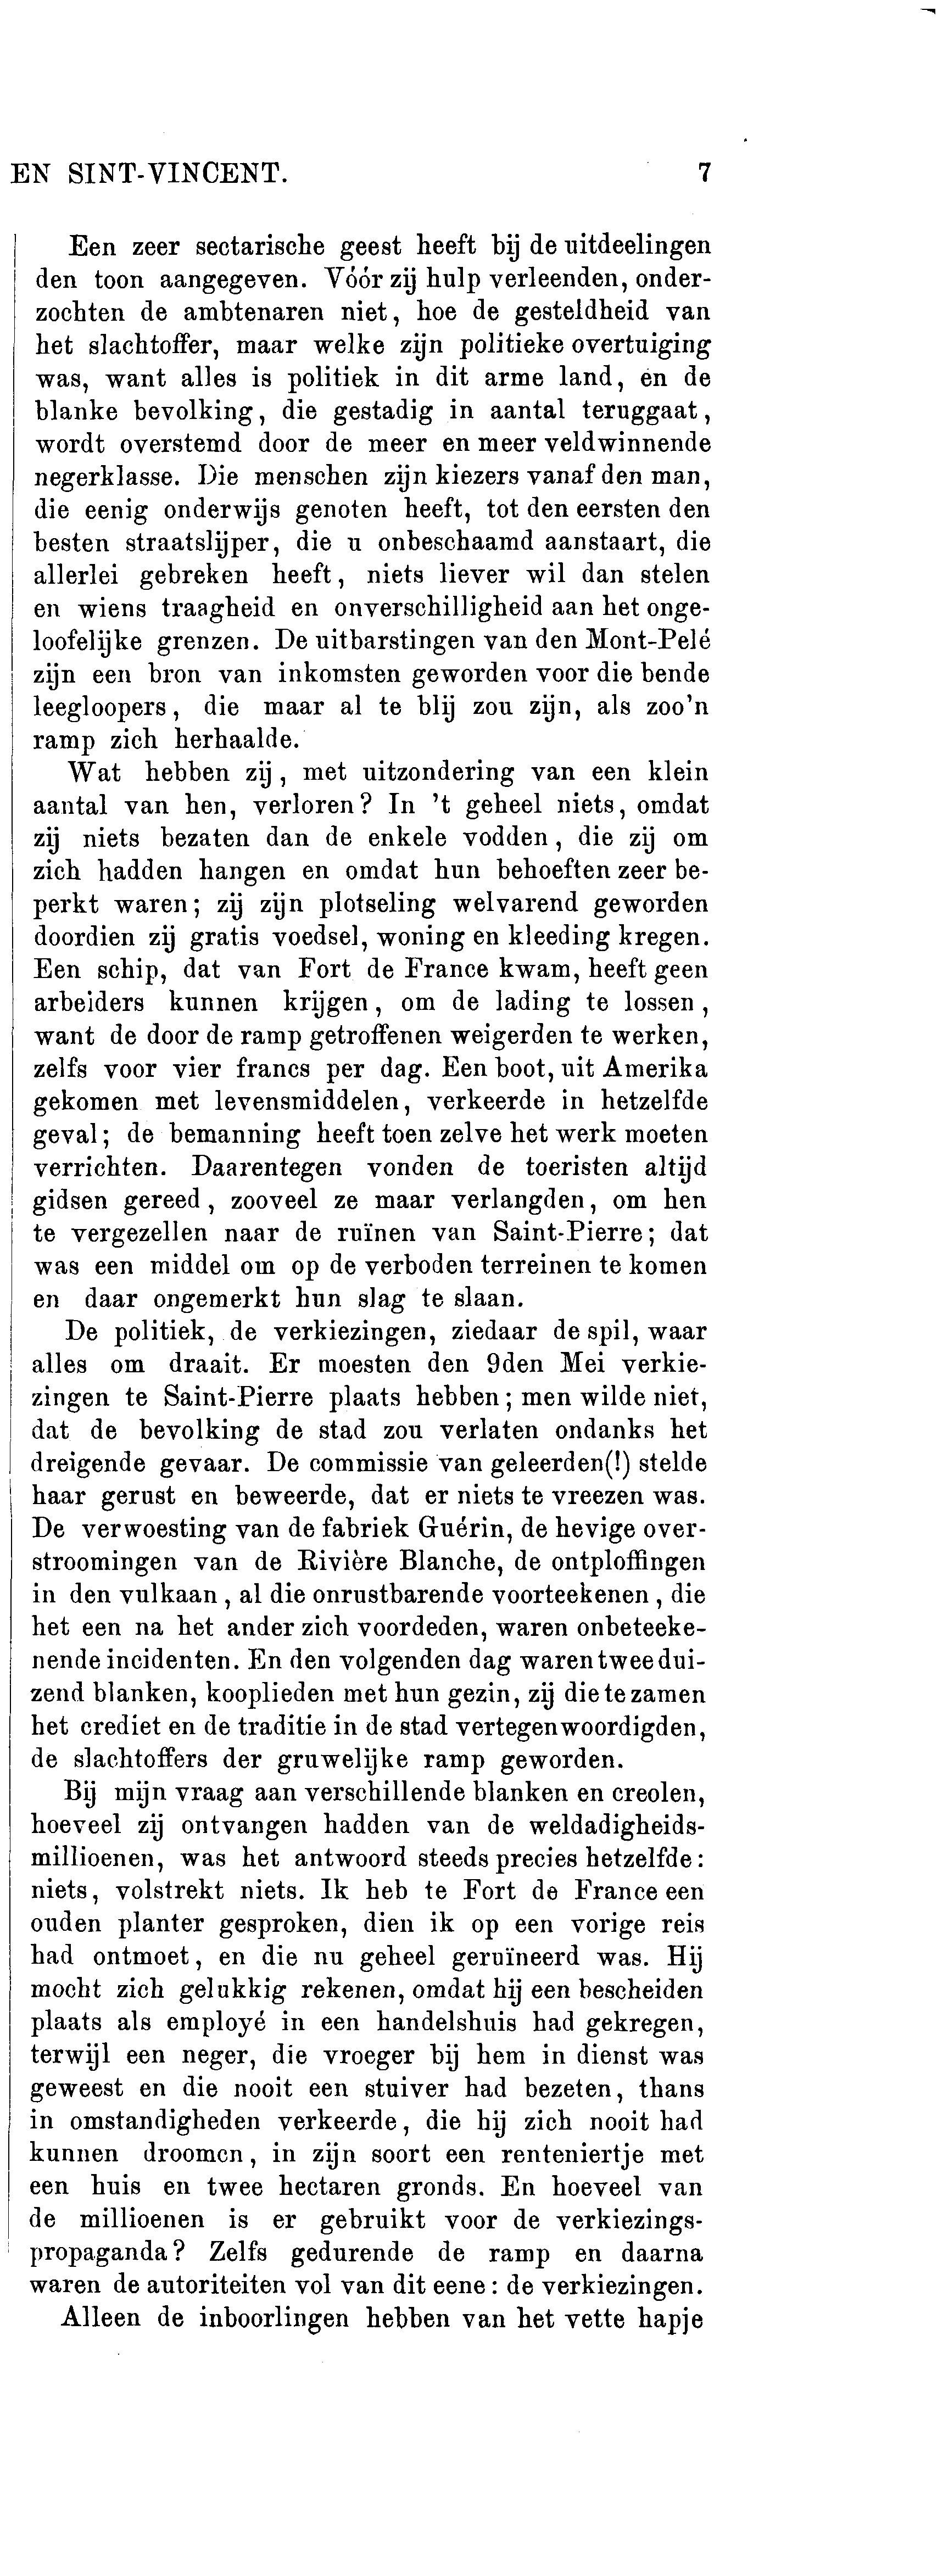 EN SINT-VINCENT. 7
Een zeer sectarische geest heeft bij de uitdeelingen
den toon aangegeven. Vóór zij hulp verleenden, onder-
zochten de ambtenaren niet, hoe de gesteldheid van
het slachtoffer, maar welke zijn politieke overtuiging
was, want alles is politiek in dit arme land, en de
blanke bevolking, die gestadig in aantal teruggaat,
wordt overstemd door de meer en meer veldwinnende
negerklasse. Die menschen zijn kiezers vanaf den man,
die eenig onderwijs genoten heeft, tot den eersten den
besten straatslijper, die u onbeschaamd aanstaart, die
allerlei gebreken heeft, niets liever wil dan stelen
en wiens traagheid en onverschilligheid aan het onge-
loofelijke grenzen. De uitbarstingen van den Mont-Pelé
zijn een bron van inkomsten geworden voor die bende
leegloopers, die maar al te blij zou zijn, als zoo'n
ramp zich herhaalde.
Wat hebben zij, met uitzondering van een klein
aantal van hen, verloren? In 't geheel niets, omdat
zij niets bezaten dan de enkele vodden, die zij om
zich hadden hangen en omdat hun behoeften zeer be-
perkt waren; zij zijn plotseling welvarend geworden
doordien zij gratis voedsel, woning en kleeding kregen.
Een schip, dat van Fort de France kwam, heeft geen
arbeiders kunnen krijgen, om de lading te lossen,
want de door de ramp getroffenen weigerden te werken,
zelfs voor vier francs per dag. Een boot, uit Amerika
gekomen met levensmiddelen, verkeerde in hetzelfde
geval; de bemanning heeft toen zelve het werk moeten
verrichten. Daarentegen vonden de toeristen altijd
gidsen gereed, zooveel ze maar verlangden, om hen
te vergezellen naar de ruïnen van Saint-Pierre; dat
was een middel om op de verboden terreinen te komen
en daar ongemerkt hun slag te slaan.
De politiek, de verkiezingen, ziedaar de spil, waar
alles om draait. Er moesten den 9den Mei verkie-
zingen te Saint-Pierre plaats hebben; men wilde niet,
dat de bevolking de stad zou verlaten ondanks het
dreigende gevaar. De commissie van geleerden(!) stelde
haar gerust en beweerde, dat er niets te vreezen was.
De verwoesting van de fabriek Guérin, de hevige over-
stroomingen van de Rivière Blanche, de ontploffingen
in den vulkaan, al die onrustbarende voorteekenen, die
het een na het ander zich voordeden, waren onbeteeke-
nende incidenten. En den volgenden dag waren twee dui-
zend blanken, kooplieden met hun gezin, zij die te zamen
het crediet en de traditie in de stad vertegenwoordigden,
de slachtoffers der gruwelijke ramp geworden.
Bij mijn vraag aan verschillende blanken en creolen,
hoeveel zij ontvangen hadden van de weldadigheids-
millioenen, was het antwoord steeds precies hetzelfde:
niets, volstrekt niets. Ik heb te Fort de France een
ouden planter gesproken, dien ik op een vorige reis
had ontmoet, en die nu geheel geruïneerd was. Hij
mocht zich gelukkig rekenen, omdat hij een bescheiden
plaats als employé in een handelshuis had gekregen,
terwijl een neger, die vroeger bij hem in dienst was
geweest en die nooit een stuiver had bezeten, thans
in omstandigheden verkeerde, die hij zich nooit had
kunnen droomen, in zijn soort een renteniertje met
een huis en twee hectaren gronds. En hoeveel van
de millioenen is er gebruikt voor de verkiezings-
propaganda? Zelfs gedurende de ramp en daarna
waren de autoriteiten vol van dit eene: de verkiezingen.
Alleen de inboorlingen hebben van het vette hapje